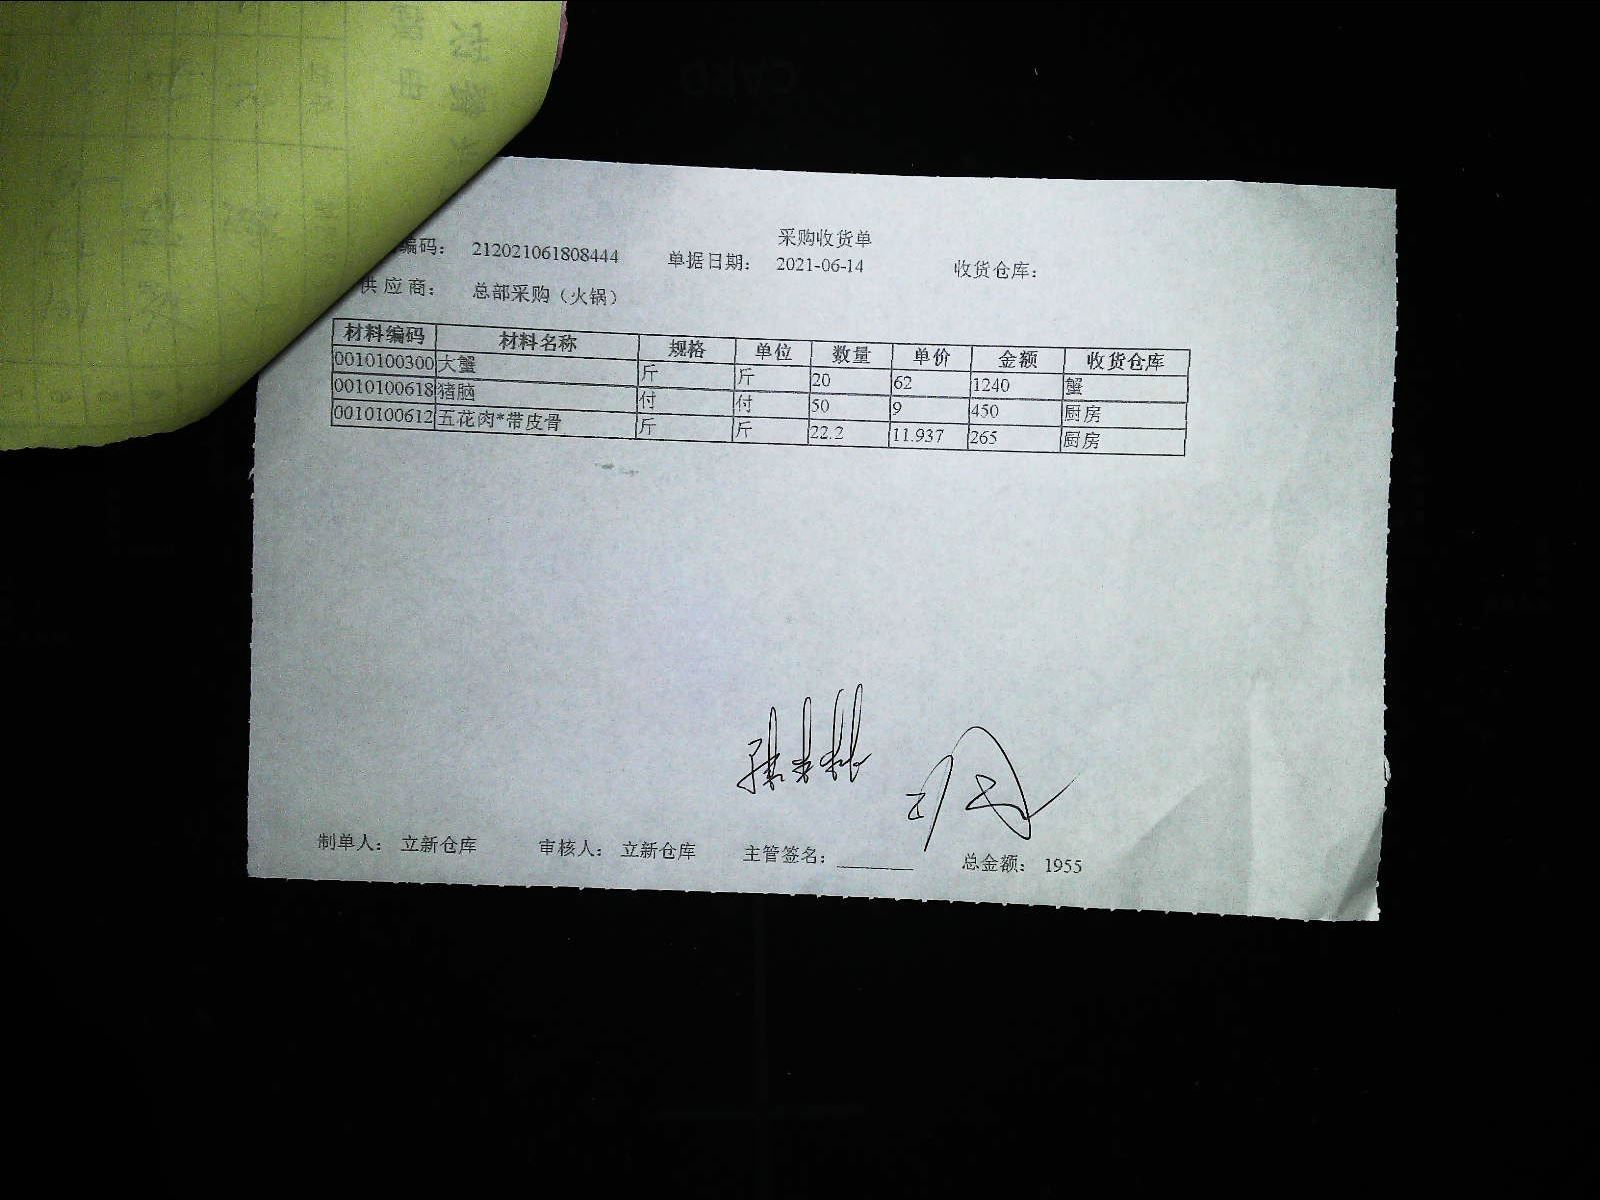 采购收货单
编码： 212021061808444 单据日期： 2021-06-14 收货仓库：
供应商： 总部采购（火锅）
材料编码 材料名称 规格 单位 数量 单价 金额 收货仓库
0010100300 大蟹 斤 斤 20 62 1240 蟹
0010100618 猪脑 付 付 50 9 450 厨房
0010100612 五花肉*带皮骨 斤 斤 22.2 11.937 265 厨房
制单人： 立新仓库 审核人： 立新仓库 主管签名：________ 总金额： 1955